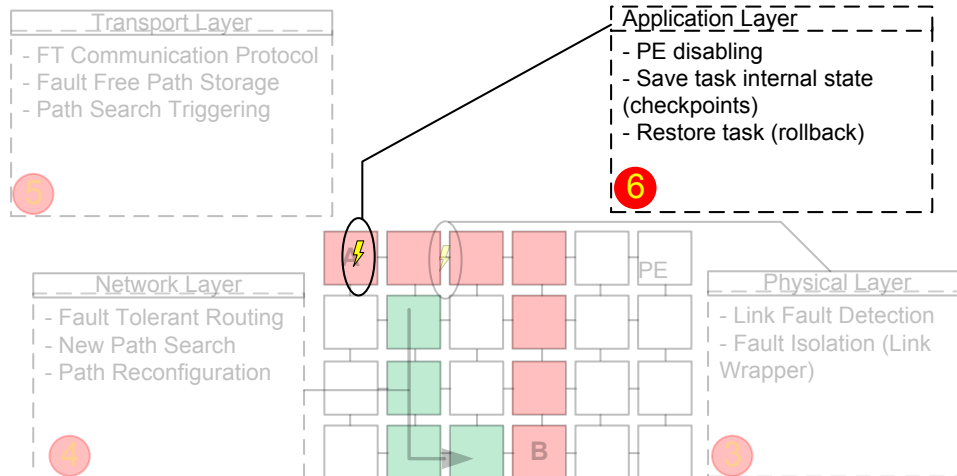 Transport Layer
- FT Communication Protocol
- Fault Free Path Storage
- Path Search Triggering
5
Application Layer
- PE disabling
- Save task internal state
(checkpoints)
- Restore task (rollback)
6
A
PE
Network Layer
- Fault Tolerant Routing
- New Path Search
- Path Reconfiguration
4
Physical Layer
- Link Fault Detection
- Fault Isolation (Link
Wrapper)
3
B